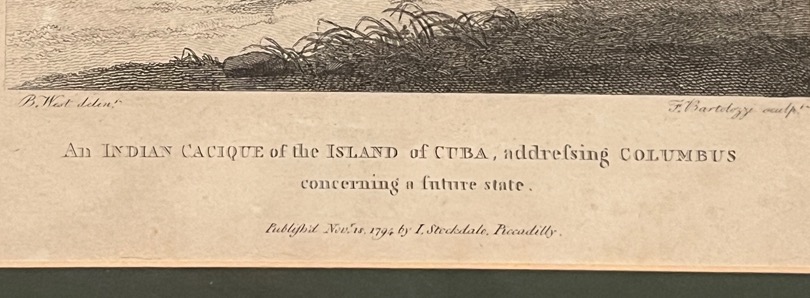 B. West delin.ᵗ
F. Bartolozzi sculp.ᵗ
An INDIAN CACIQUE of the ISLAND of CUBA, addreſsing COLUMBUS
concerning a future state.
Publiſh'd Nov.ʳ 18, 1794 by I. Stockdale, Piccadilly.